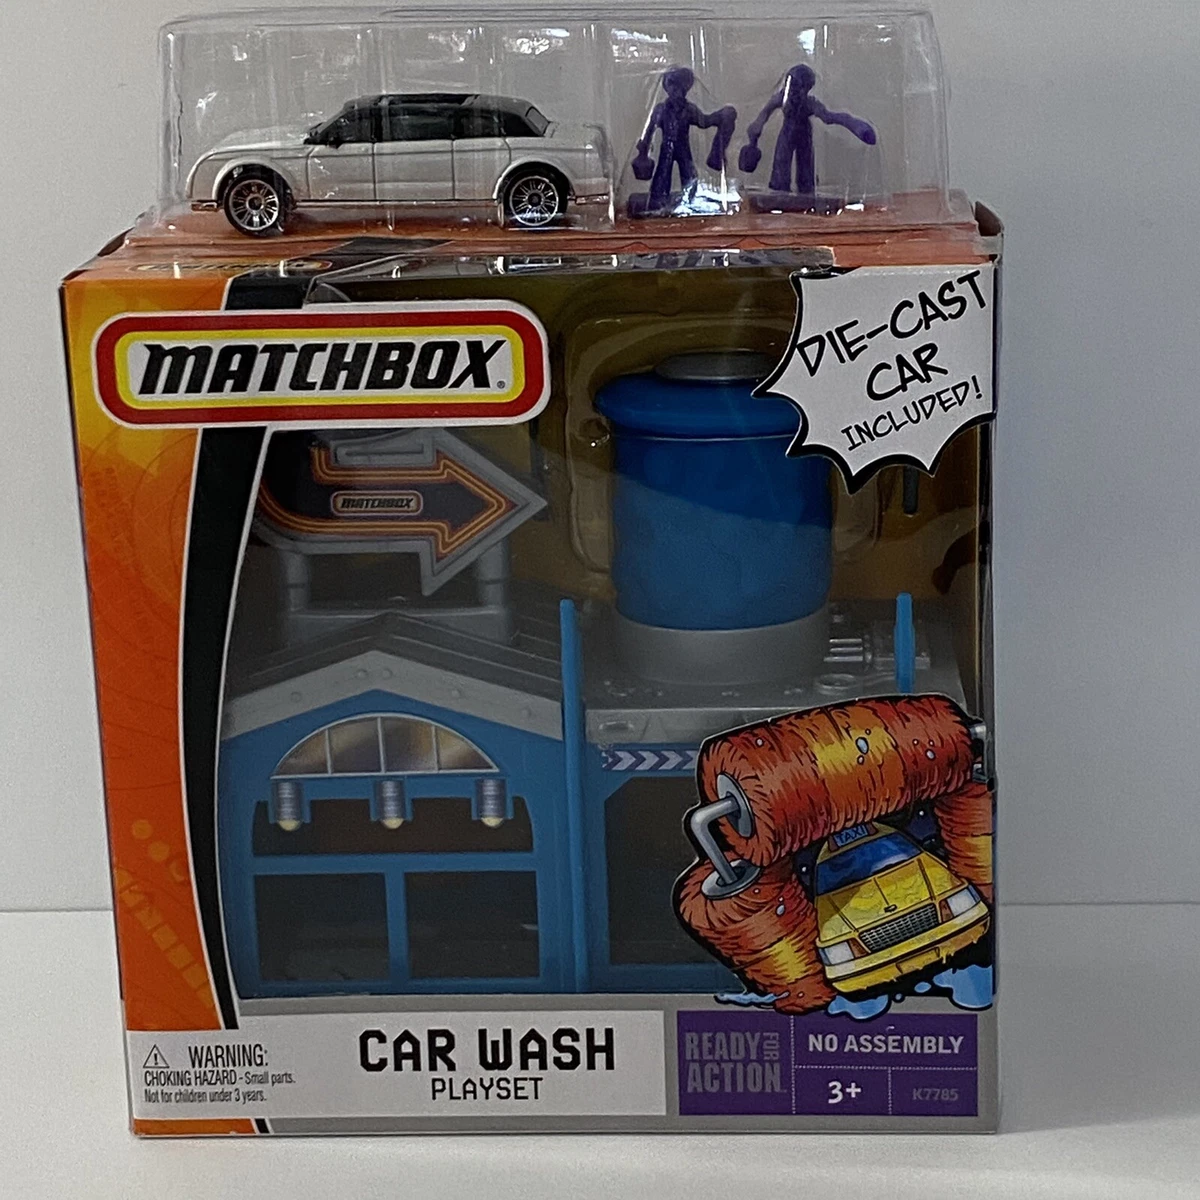 MATCHBOX®
DIE-CAST
CAR
INCLUDED!
MATCHBOX
TAXI
WARNING:
CHOKING HAZARD - Small parts.
Not for children under 3 years.
CAR WASH
PLAYSET
READY FOR
ACTION™
NO ASSEMBLY
3+
K7785